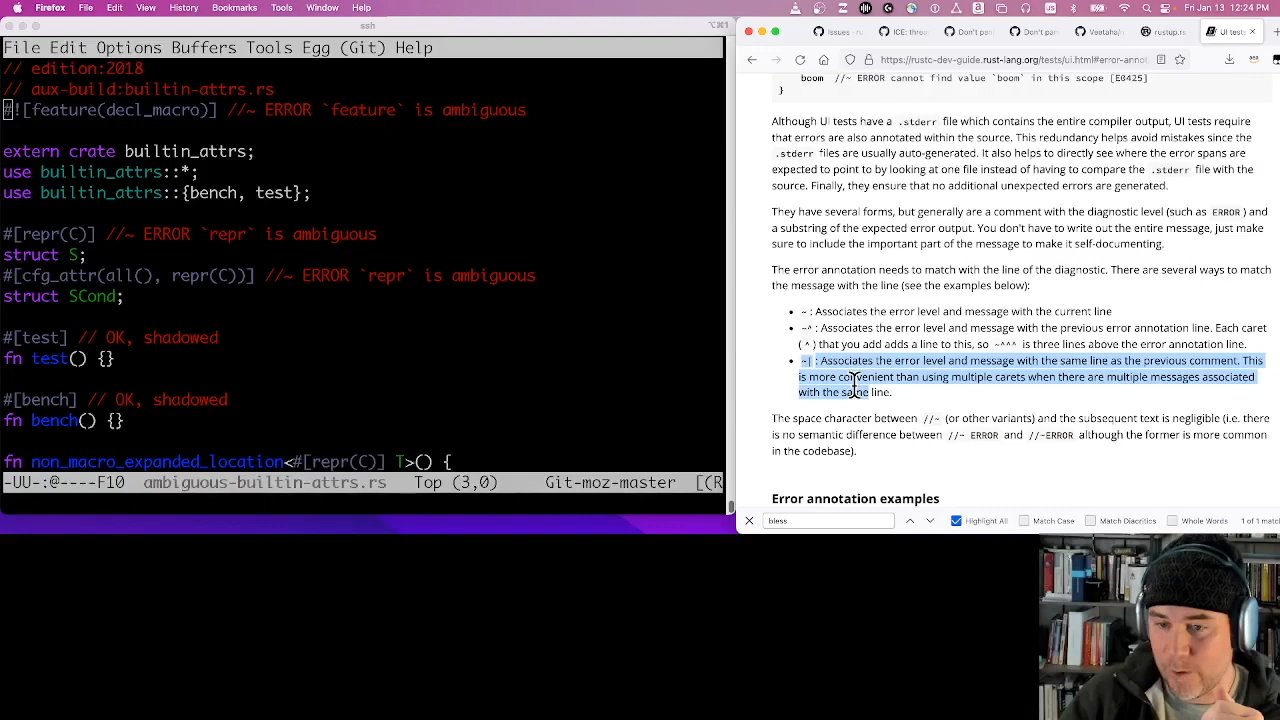 Firefox File Edit View History Bookmarks Tools Window Help
Fri Jan 3 12:24 PM
ssh
⌥⌘1
File Edit Options Buffers Tools Egg (Git) Help
// edition:2018
// aux-build:builtin-attrs.rs
#![feature(decl_macro)] //~ ERROR `feature` is ambiguous
extern crate builtin_attrs;
use builtin_attrs::*;
use builtin_attrs::{bench, test};
#[repr(C)] //~ ERROR `repr` is ambiguous
struct S;
#[cfg_attr(all(), repr(C))] //~ ERROR `repr` is ambiguous
struct SCond;
#[test] // OK, shadowed
fn test() {}
#[bench] // OK, shadowed
fn bench() {}
fn non_macro_expanded_location<#[repr(C)] T>() {
-UU-:@----F10 ambiguous-builtin-attrs.rs Top (3,0) Git-moz-master [(R
Issues · ru
ICE: three
Don't pan
Don't pan
Veetaha/r
rustup.rs
UI tests
https://rustc-dev-guide.rust-lang.org/tests/ui.html#error-annot
boom //~ ERROR cannot find value `boom` in this scope [E0425]
}
Although UI tests have a .stderr file which contains the entire compiler output, UI tests require
that errors are also annotated within the source. This redundancy helps avoid mistakes since the
.stderr files are usually auto-generated. It also helps to directly see where the error spans are
expected to point to by looking at one file instead of having to compare the .stderr file with the
source. Finally, they ensure that no additional unexpected errors are generated.
They have several forms, but generally are a comment with the diagnostic level (such as ERROR) and
a substring of the expected error output. You don't have to write out the entire message, just make
sure to include the important part of the message to make it self-documenting.
The error annotation needs to match with the line of the diagnostic. There are several ways to match
the message with the line (see the examples below):
• ~ : Associates the error level and message with the current line
• ~^ : Associates the error level and message with the previous error annotation line. Each caret
( ^ ) that you add adds a line to this, so ~^^^ is three lines above the error annotation line.
• ~| : Associates the error level and message with the same line as the previous comment. This
is more convenient than using multiple carets when there are multiple messages associated
with the same line.
The space character between //~ (or other variants) and the subsequent text is negligible (i.e. there
is no semantic difference between //~ ERROR and //~ERROR although the former is more common
in the codebase).
Error annotation examples
bless
Highlight All
Match Case
Match Diacritics
Whole Words
1 of 1 match